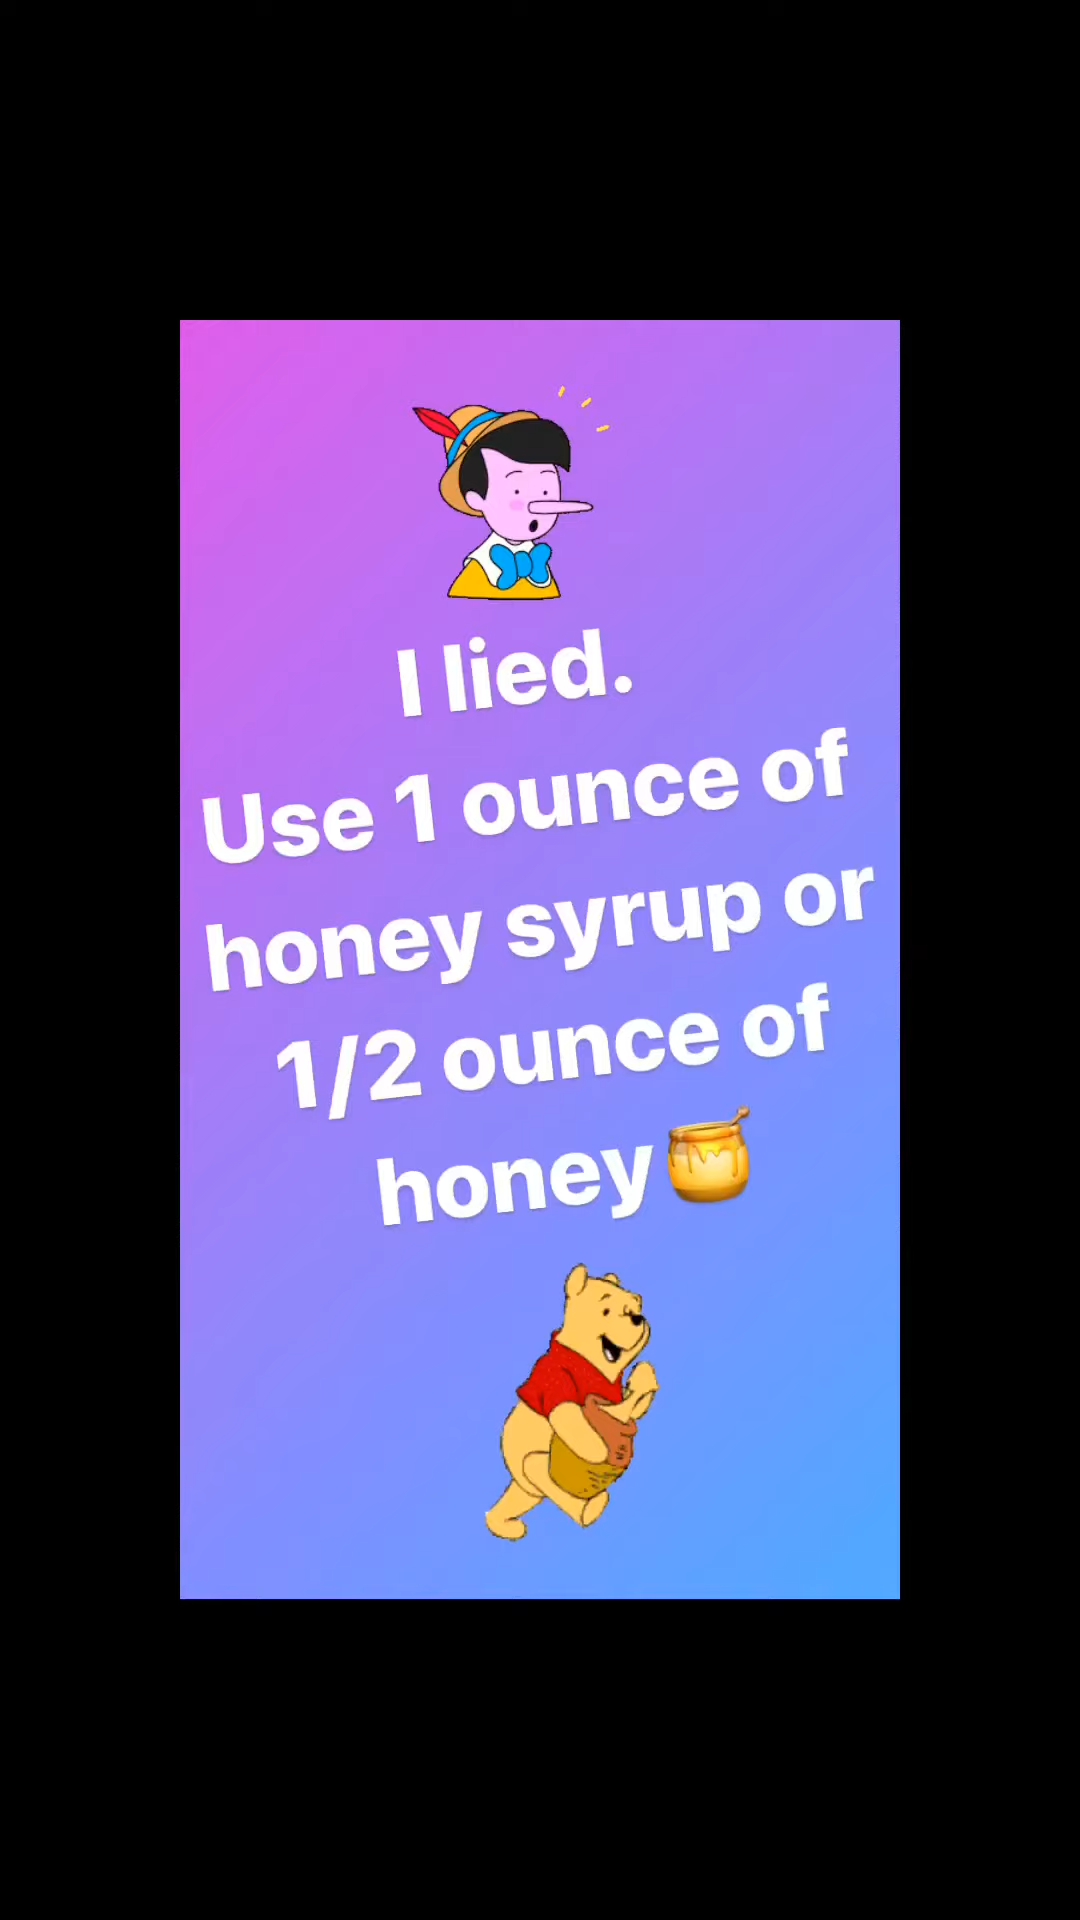 I lied.
Use 1 ounce of
honey syrup or
1/2 ounce of
honey🍯